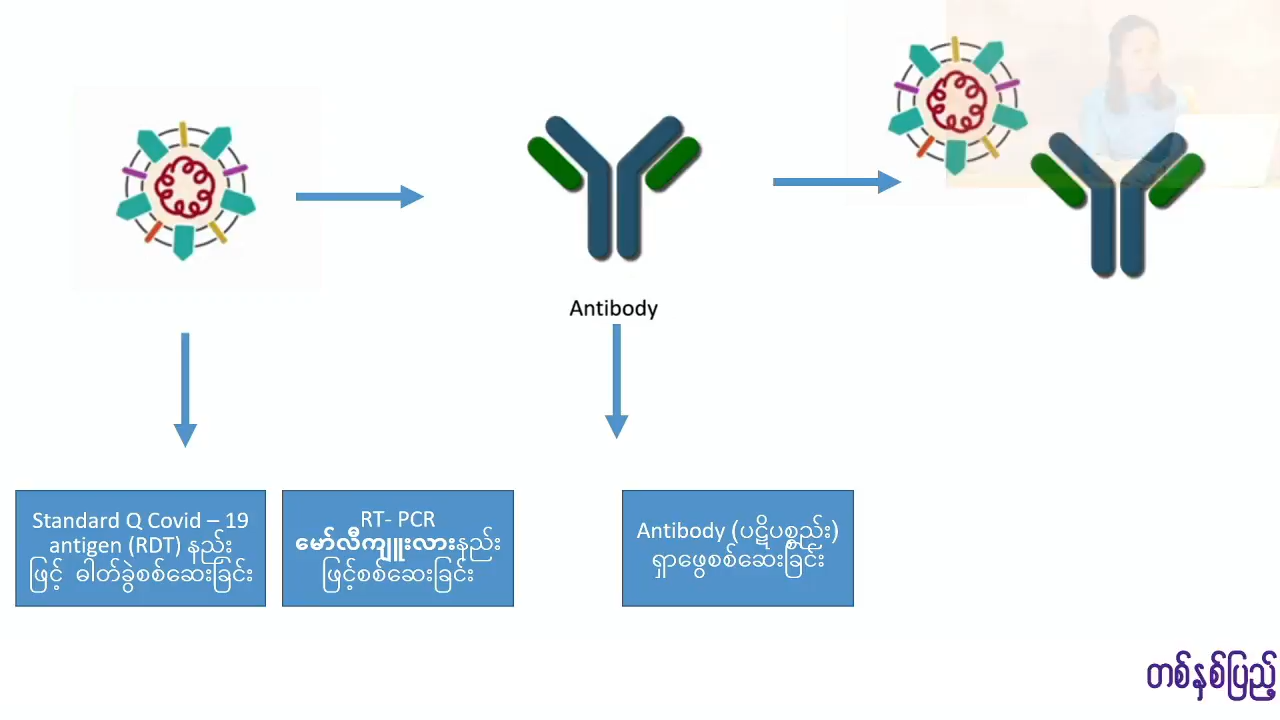 Antibody
Standard Q Covid – 19
antigen (RDT) နည်း
ဖြင့် ဓါတ်ခွဲစစ်ဆေးခြင်း
RT- PCR
မော်လီကျူးလားနည်း
ဖြင့်စစ်ဆေးခြင်း
Antibody (ပဋိပစ္စည်း)
ရှာဖွေစစ်ဆေးခြင်း
တစ်နှစ်ပြည့်